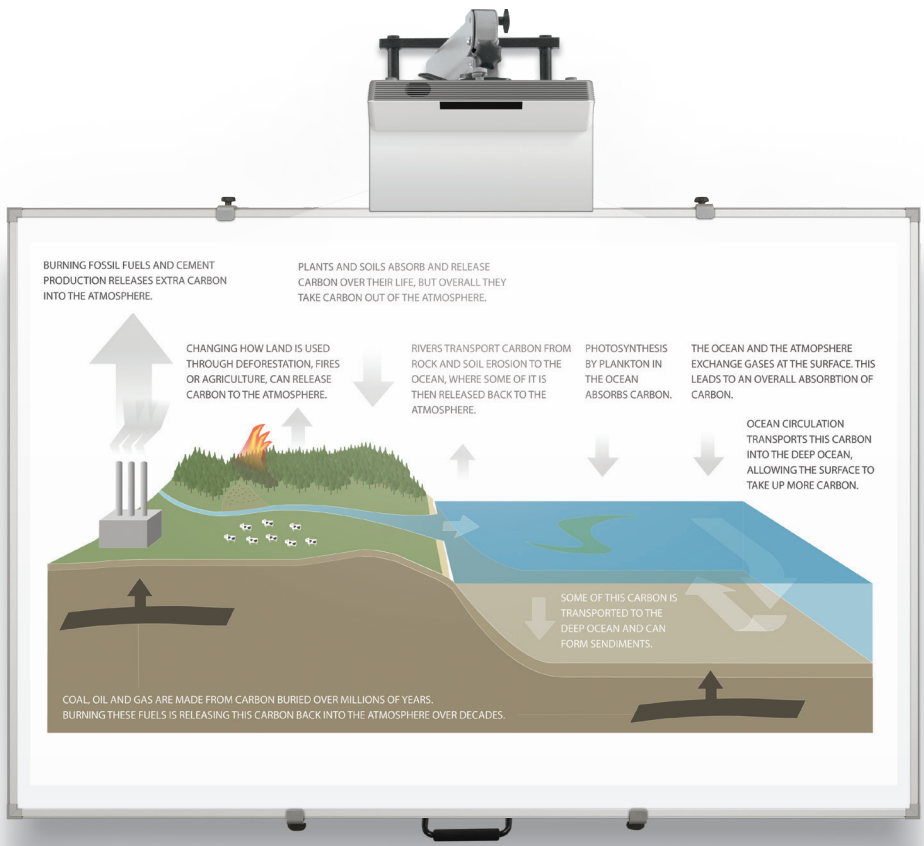 BURNING FOSSIL FUELS AND CEMENT
PRODUCTION RELEASES EXTRA CARBON
INTO THE ATMOSPHERE.
PLANTS AND SOILS ABSORB AND RELEASE
CARBON OVER THEIR LIFE, BUT OVERALL THEY
TAKE CARBON OUT OF THE ATMOSPHERE.
CHANGING HOW LAND IS USED
THROUGH DEFORESTATION, FIRES
OR AGRICULTURE, CAN RELEASE
CARBON TO THE ATMOSPHERE.
RIVERS TRANSPORT CARBON FROM
ROCK AND SOIL EROSION TO THE
OCEAN, WHERE SOME OF IT IS
THEN RELEASED BACK TO THE
ATMOSPHERE.
PHOTOSYNTHESIS
BY PLANKTON IN
THE OCEAN
ABSORBS CARBON.
THE OCEAN AND THE ATMOPSHERE
EXCHANGE GASES AT THE SURFACE. THIS
LEADS TO AN OVERALL ABSORBTION OF
CARBON.
OCEAN CIRCULATION
TRANSPORTS THIS CARBON
INTO THE DEEP OCEAN,
ALLOWING THE SURFACE TO
TAKE UP MORE CARBON.
SOME OF THIS CARBON IS
TRANSPORTED TO THE
DEEP OCEAN AND CAN
FORM SENDIMENTS.
COAL, OIL AND GAS ARE MADE FROM CARBON BURIED OVER MILLIONS OF YEARS.
BURNING THESE FUELS IS RELEASING THIS CARBON BACK INTO THE ATMOSPHERE OVER DECADES.